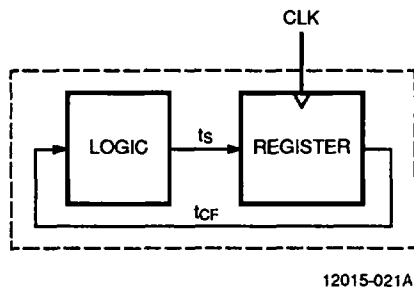 CLK
LOGIC
ts
REGISTER
tCF
12015-021A